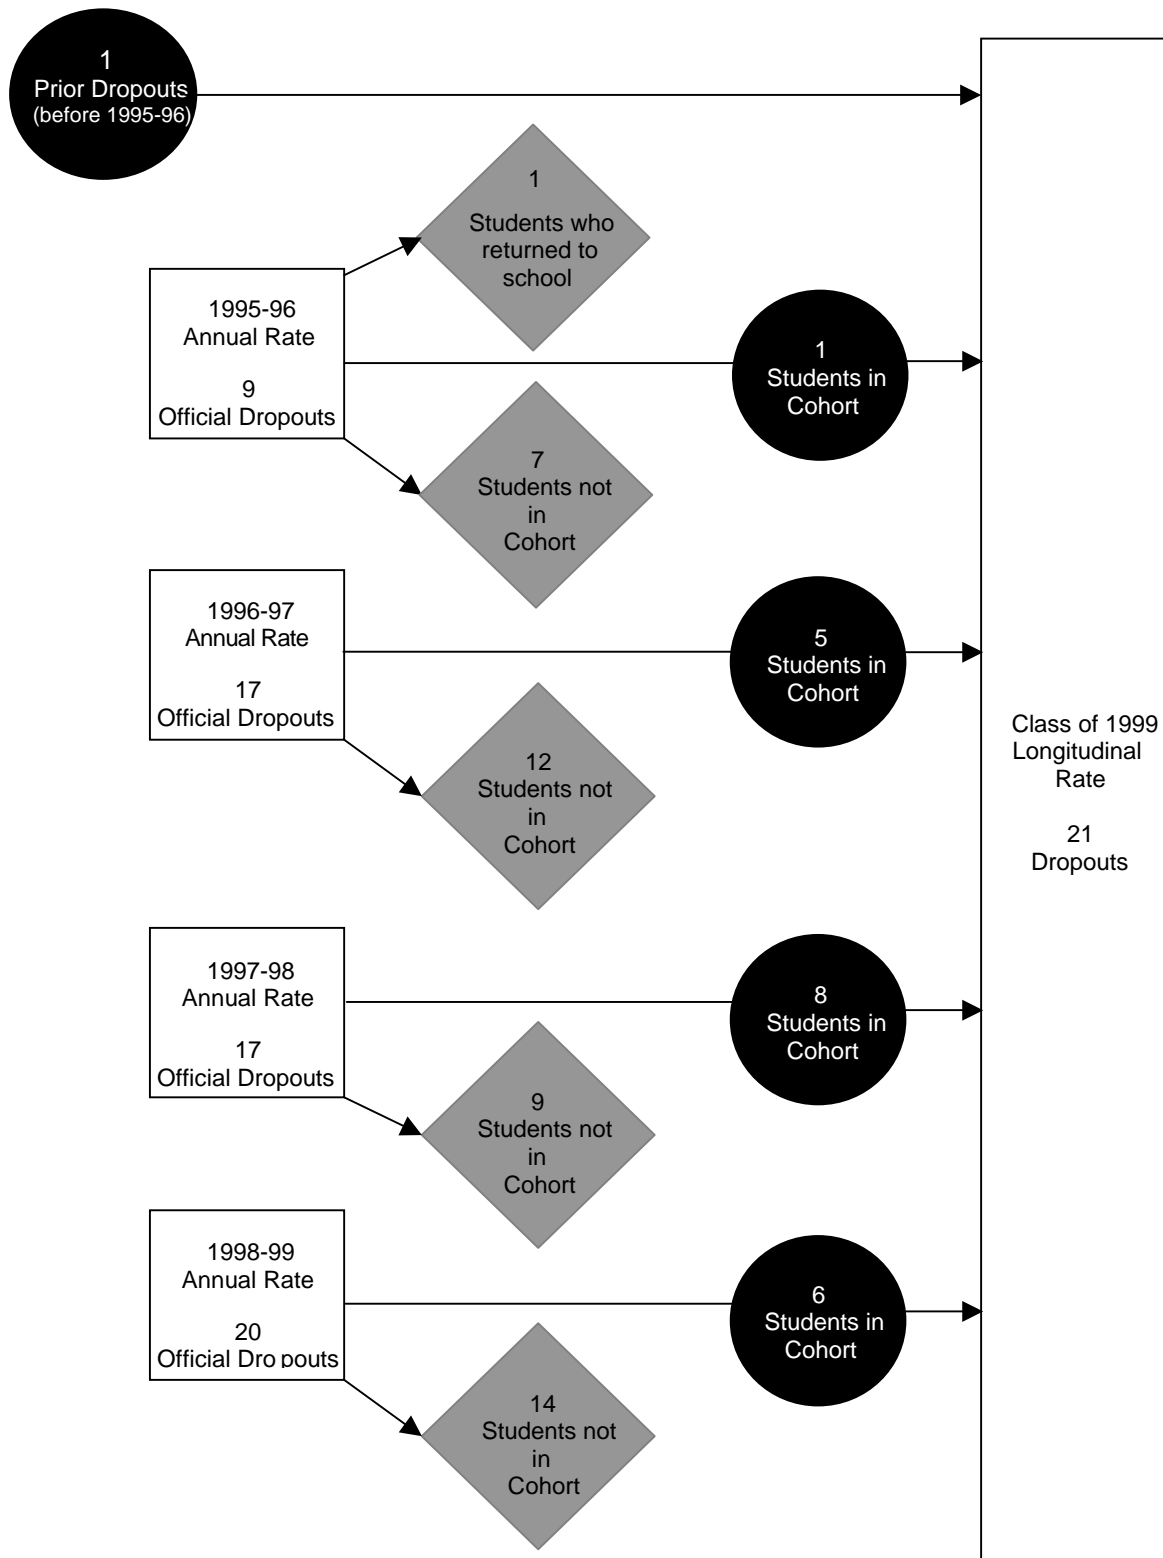 1
Prior Dropouts
(before 1995-96)
1
Students who
returned to
school
1995-96
Annual Rate
9
Official Dropouts
1
Students in
Cohort
7
Students not
in
Cohort
1996-97
Annual Rate
17
Official Dropouts
5
Students in
Cohort
12
Students not
in
Cohort
Class of 1999
Longitudinal
Rate
21
Dropouts
1997-98
Annual Rate
17
Official Dropouts
8
Students in
Cohort
9
Students not
in
Cohort
1998-99
Annual Rate
20
Official Dropouts
6
Students in
Cohort
14
Students not
in
Cohort